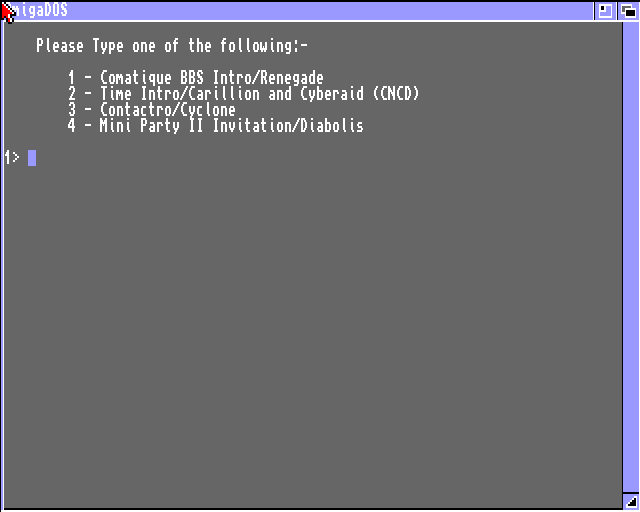 migaDOS
Please Type one of the following:-
1 - Comatique BBS Intro/Renegade
2 - Time Intro/Carillion and Cyberaid (CNCD)
3 - Contactro/Cyclone
4 - Mini Party II Invitation/Diabolis
1>